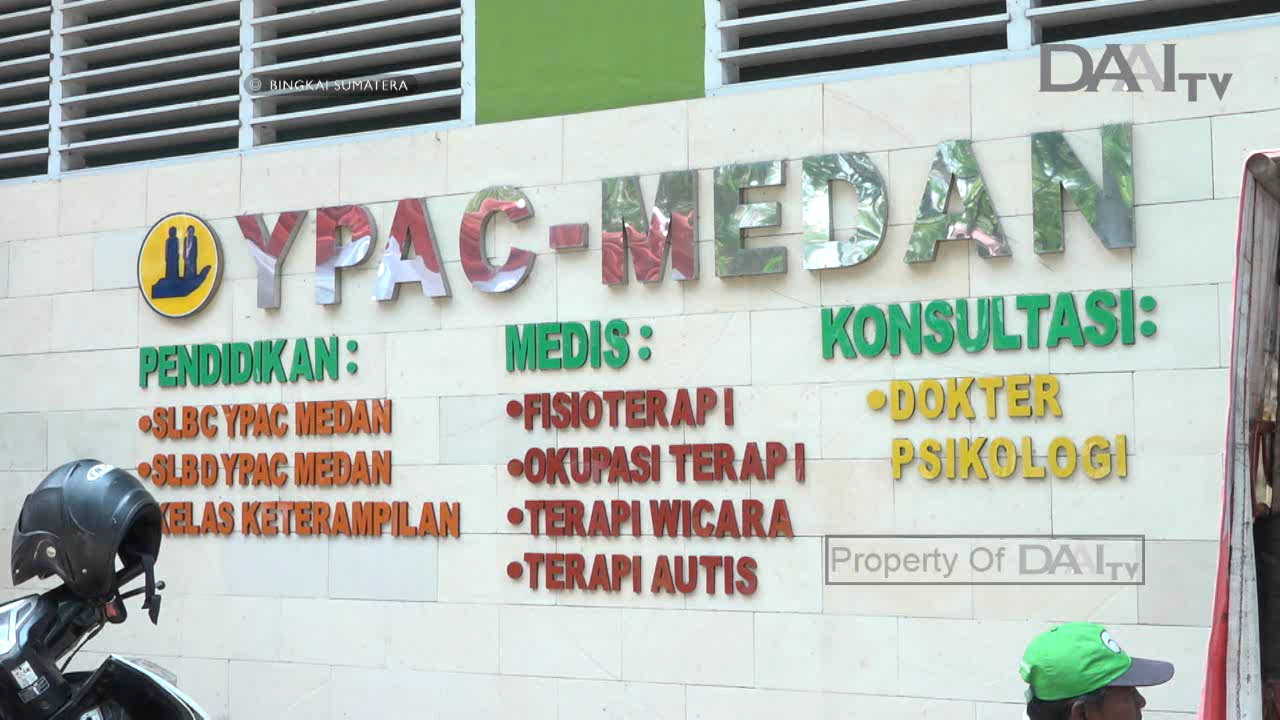 © BINGKAI SUMATERA
DAAI TV
YPAC-MEDAN
PENDIDIKAN:
•SLBC YPAC MEDAN
•SLBD YPAC MEDAN
KELAS KETERAMPILAN
MEDIS:
•FISIOTERAPI
•OKUPASI TERAPI
•TERAPI WICARA
•TERAPI AUTIS
KONSULTASI:
•DOKTER
PSIKOLOGI
Property Of DAAI TV